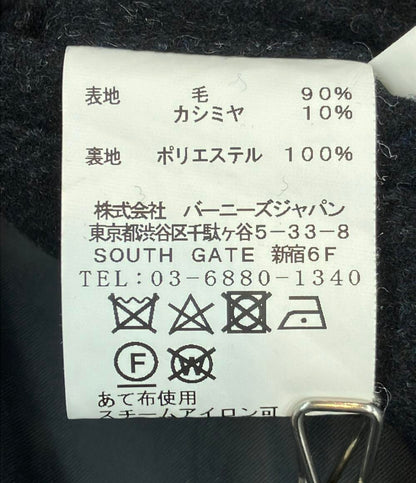 表地 毛 90%
カシミヤ 10%
裏地 ポリエステル 100%
株式会社 バーニーズジャパン
東京都渋谷区千駄ヶ谷5-33-8
SOUTH GATE 新宿6F
TEL:03-6880-1340
F W
あて布使用
スチームアイロン可